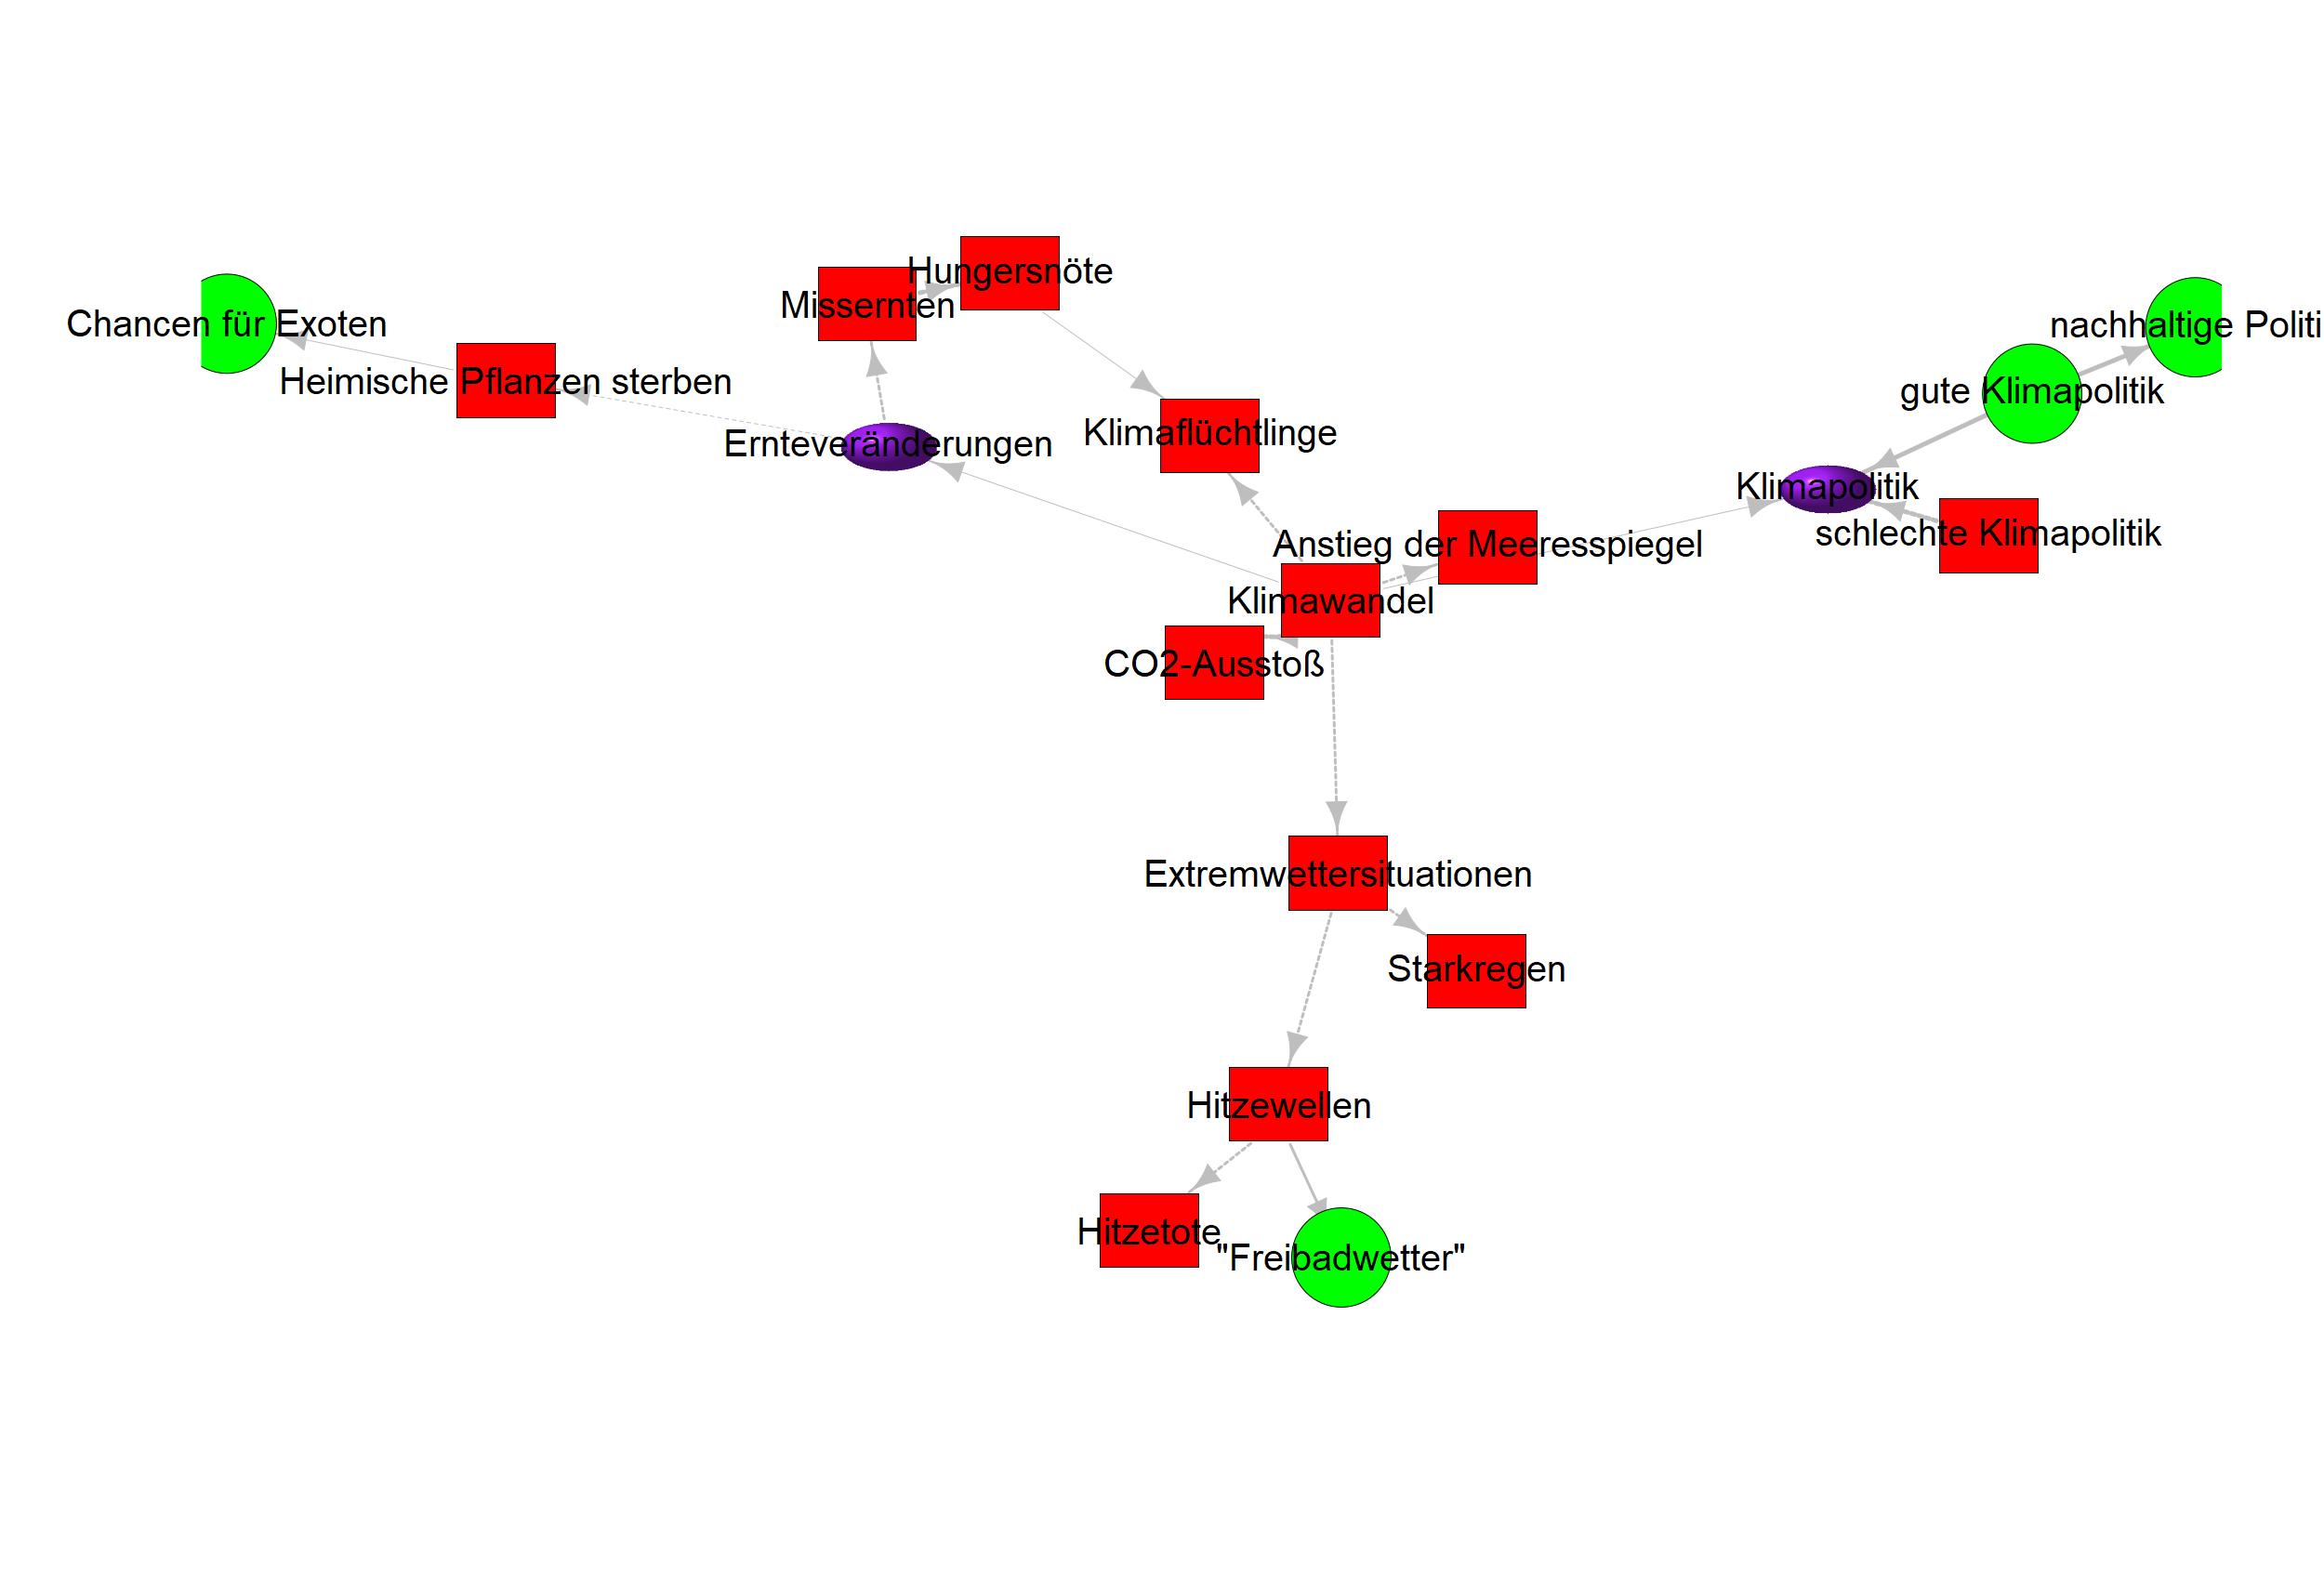 Hungersnöte
Missernten
Chancen für Exoten
nachhaltige Politi
Heimische Pflanzen sterben
gute Klimapolitik
Klimaflüchtlinge
Ernteveränderungen
Klimapolitik
schlechte Klimapolitik
Anstieg der Meeresspiegel
Klimawandel
CO2-Ausstoß
Extremwettersituationen
Starkregen
Hitzewellen
Hitzetote
"Freibadwetter"